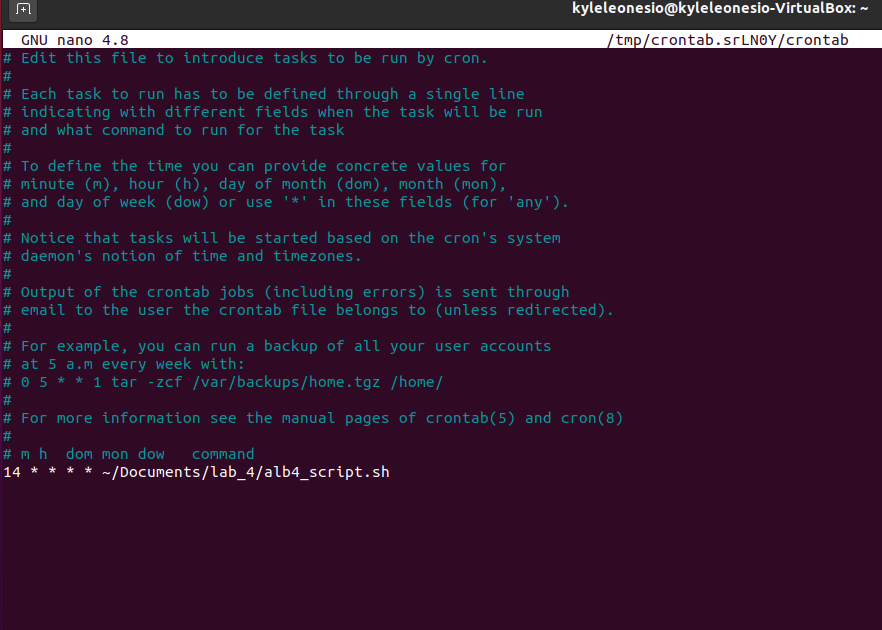 kyleleonesio@kyleleonesio-VirtualBox: ~
GNU nano 4.8 /tmp/crontab.srLN0Y/crontab
# Edit this file to introduce tasks to be run by cron.
#
# Each task to run has to be defined through a single line
# indicating with different fields when the task will be run
# and what command to run for the task
#
# To define the time you can provide concrete values for
# minute (m), hour (h), day of month (dom), month (mon),
# and day of week (dow) or use '*' in these fields (for 'any').
#
# Notice that tasks will be started based on the cron's system
# daemon's notion of time and timezones.
#
# Output of the crontab jobs (including errors) is sent through
# email to the user the crontab file belongs to (unless redirected).
#
# For example, you can run a backup of all your user accounts
# at 5 a.m every week with:
# 0 5 * * 1 tar -zcf /var/backups/home.tgz /home/
#
# For more information see the manual pages of crontab(5) and cron(8)
#
# m h  dom mon dow   command
14 * * * * ~/Documents/lab_4/alb4_script.sh